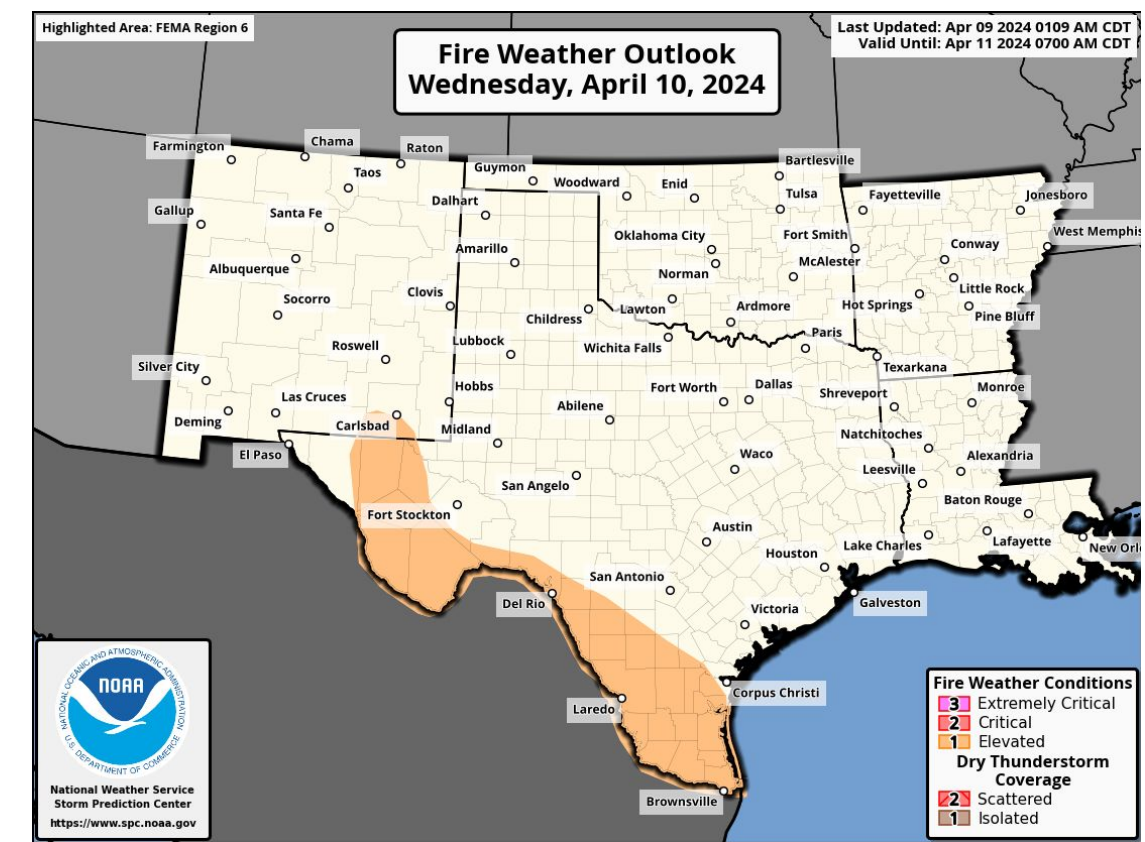 Highlighted Area: FEMA Region 6
Last Updated: Apr 09 2024 0109 AM CDT
Valid Until: Apr 11 2024 0700 AM CDT
Fire Weather Outlook
Wednesday, April 10, 2024
Farmington
Chama
Raton
Taos
Guymon
Woodward
Enid
Bartlesville
Tulsa
Fayetteville
Jonesboro
Gallup
Santa Fe
Dalhart
Oklahoma City
Fort Smith
Conway
West Memphis
Albuquerque
Amarillo
Norman
McAlester
Little Rock
Socorro
Clovis
Childress
Lawton
Ardmore
Hot Springs
Pine Bluff
Roswell
Lubbock
Wichita Falls
Paris
Texarkana
Silver City
Las Cruces
Hobbs
Abilene
Fort Worth
Dallas
Shreveport
Monroe
Deming
Carlsbad
Midland
Natchitoches
El Paso
San Angelo
Waco
Leesville
Alexandria
Fort Stockton
Austin
Baton Rouge
Houston
Lake Charles
Lafayette
New Orl
Del Rio
San Antonio
Victoria
Galveston
Laredo
Corpus Christi
Brownsville
NATIONAL OCEANIC AND ATMOSPHERIC ADMINISTRATION
NOAA
U.S. DEPARTMENT OF COMMERCE
National Weather Service
Storm Prediction Center
https://www.spc.noaa.gov
Fire Weather Conditions
3 Extremely Critical
2 Critical
1 Elevated
Dry Thunderstorm
Coverage
2 Scattered
1 Isolated